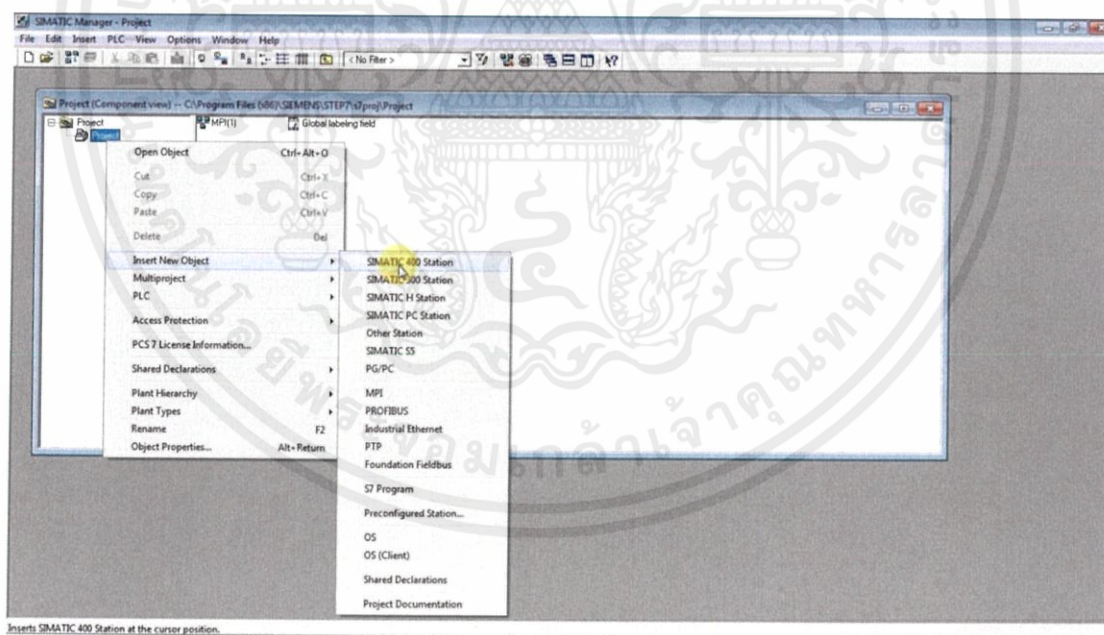 SIMATIC Manager - Project
File Edit Insert PLC View Options Window Help
< No Filter >
Project (Component view) -- C:\Program Files (x86)\SIEMENS\STEP7\s7proj\Project
Project MPI(1) Global labeling field
Project
Open Object Ctrl+Alt+O
Cut Ctrl+X
Copy Ctrl+C
Paste Ctrl+V
Delete Del
Insert New Object
Multiproject
PLC
Access Protection
PCS 7 License Information...
Shared Declarations
Plant Hierarchy
Plant Types
Rename F2
Object Properties... Alt+Return
SIMATIC 400 Station
SIMATIC 300 Station
SIMATIC H Station
SIMATIC PC Station
Other Station
SIMATIC S5
PG/PC
MPI
PROFIBUS
Industrial Ethernet
PTP
Foundation Fieldbus
S7 Program
Preconfigured Station...
OS
OS (Client)
Shared Declarations
Project Documentation
Inserts SIMATIC 400 Station at the cursor position.